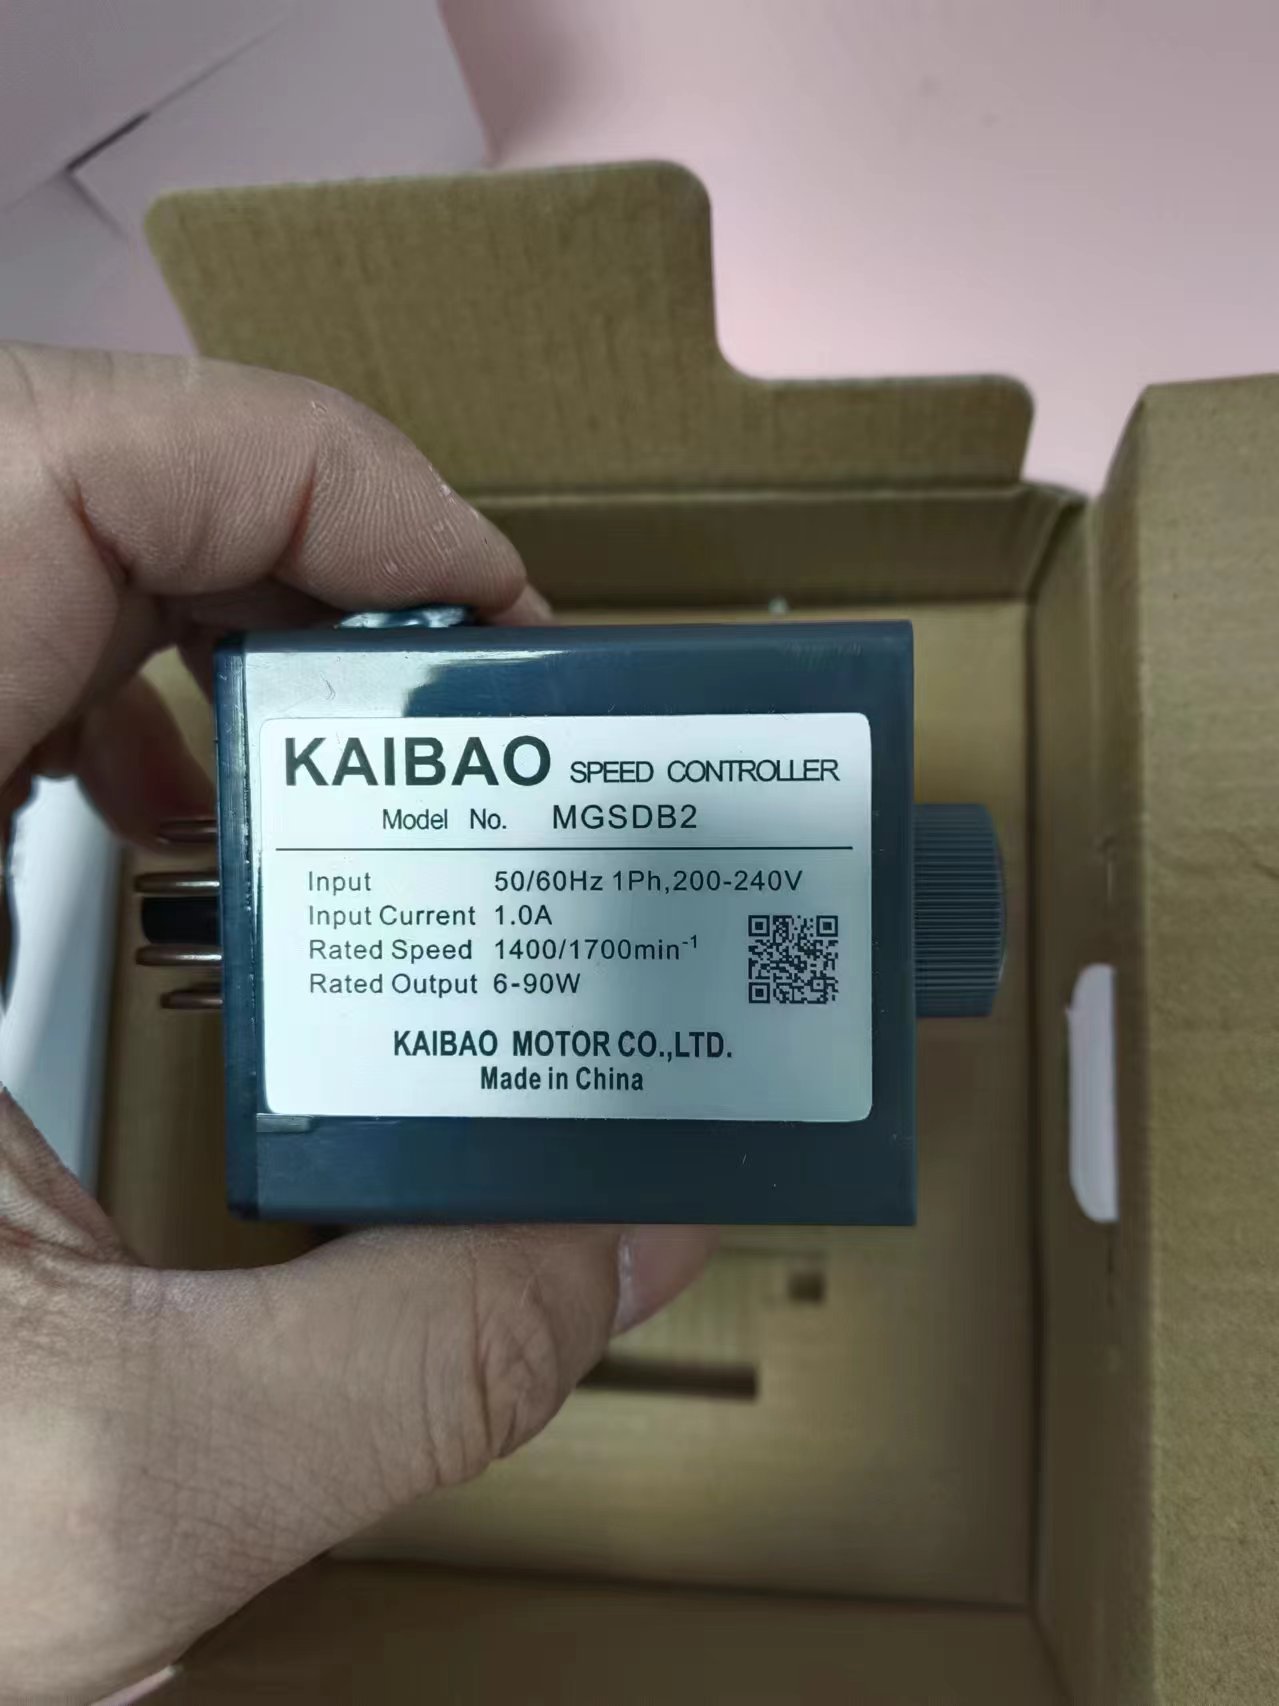 KAIBAO SPEED CONTROLLER
Model No. MGSDB2
Input 50/60Hz 1Ph,200-240V
Input Current 1.0A
Rated Speed 1400/1700min⁻¹
Rated Output 6-90W
KAIBAO MOTOR CO.,LTD.
Made in China